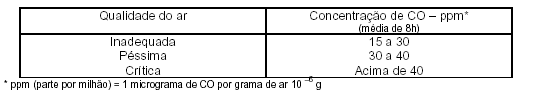 Qualidade do ar Concentração de CO – ppm*
(média de 8h)
Inadequada 15 a 30
Péssima 30 a 40
Crítica Acima de 40
* ppm (parte por milhão) = 1 micrograma de CO por grama de ar 10 –6 g